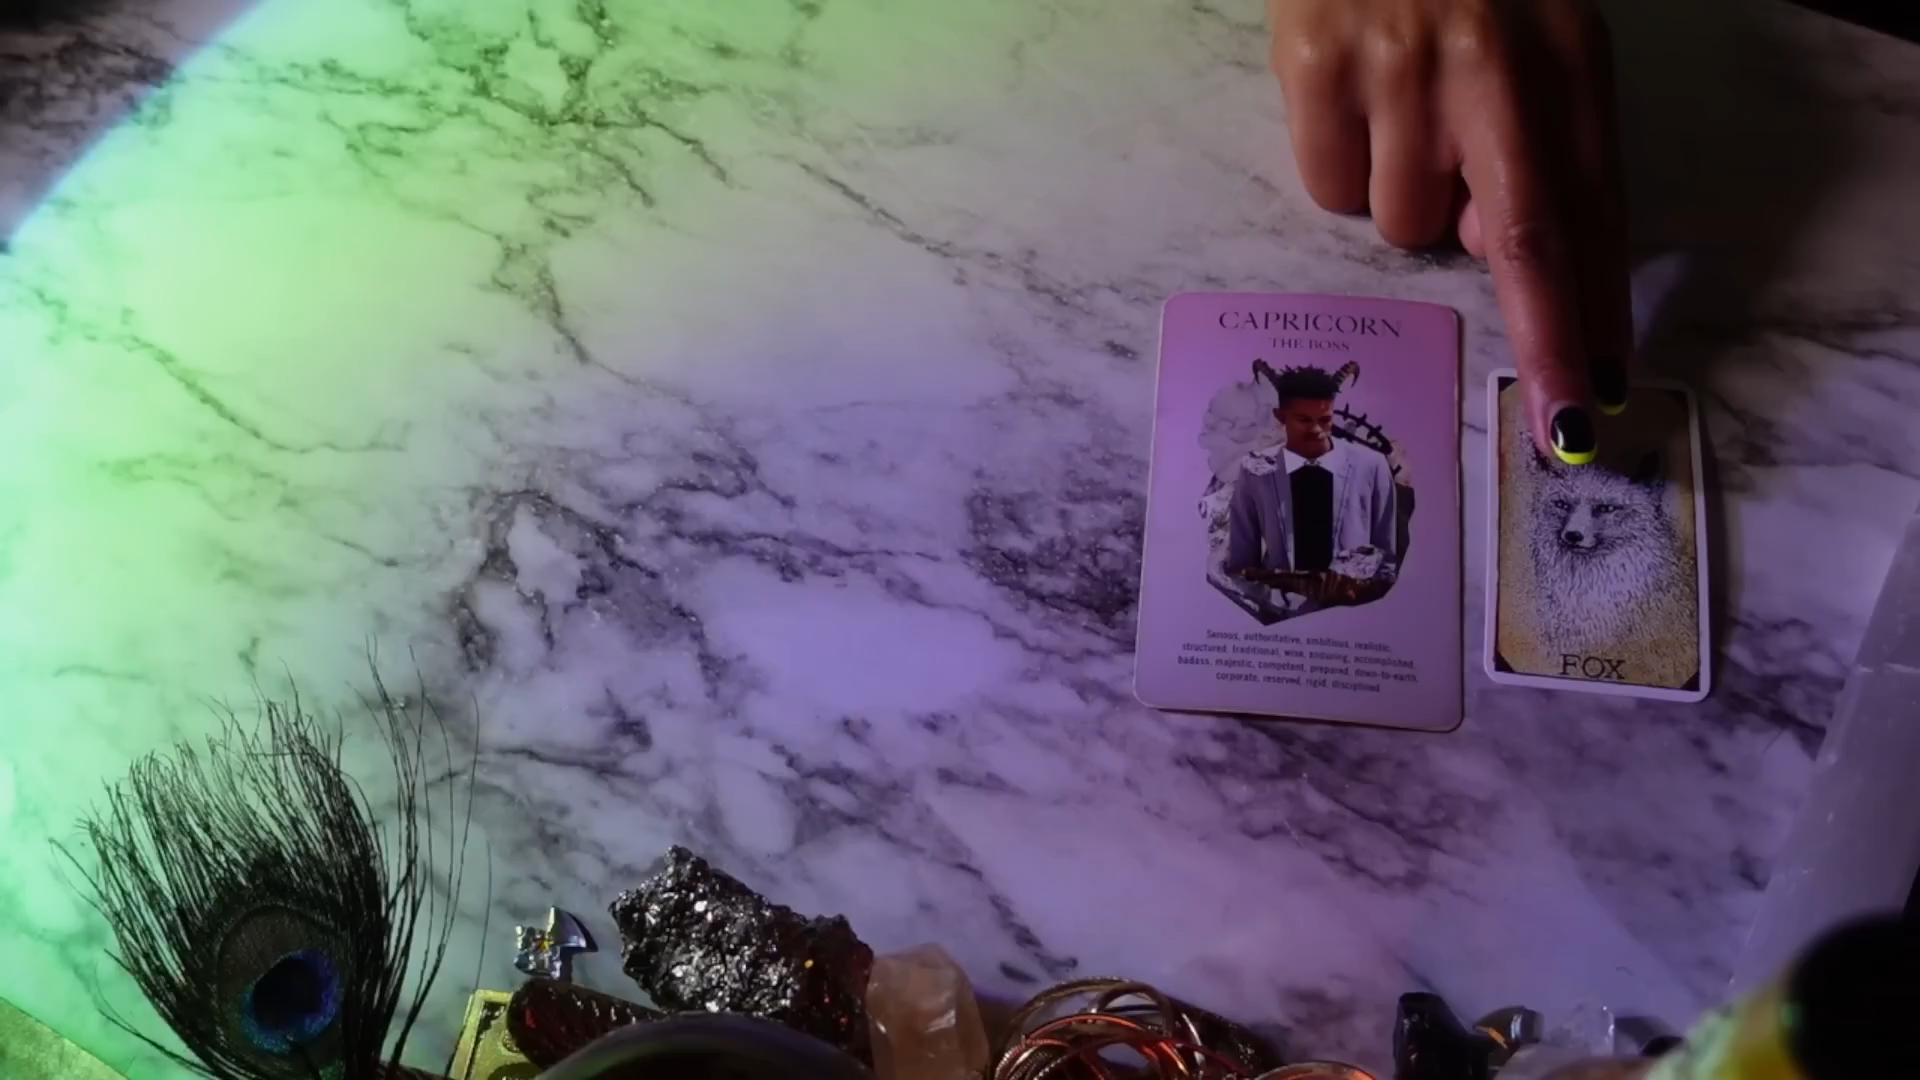 CAPRICORN
THE BOSS
Serious, authoritative, ambitious, realistic,
structured, traditional, wise, enduring, accomplished,
badass, majestic, competent, prepared, down-to-earth,
corporate, reserved, rigid, disciplined
FOX